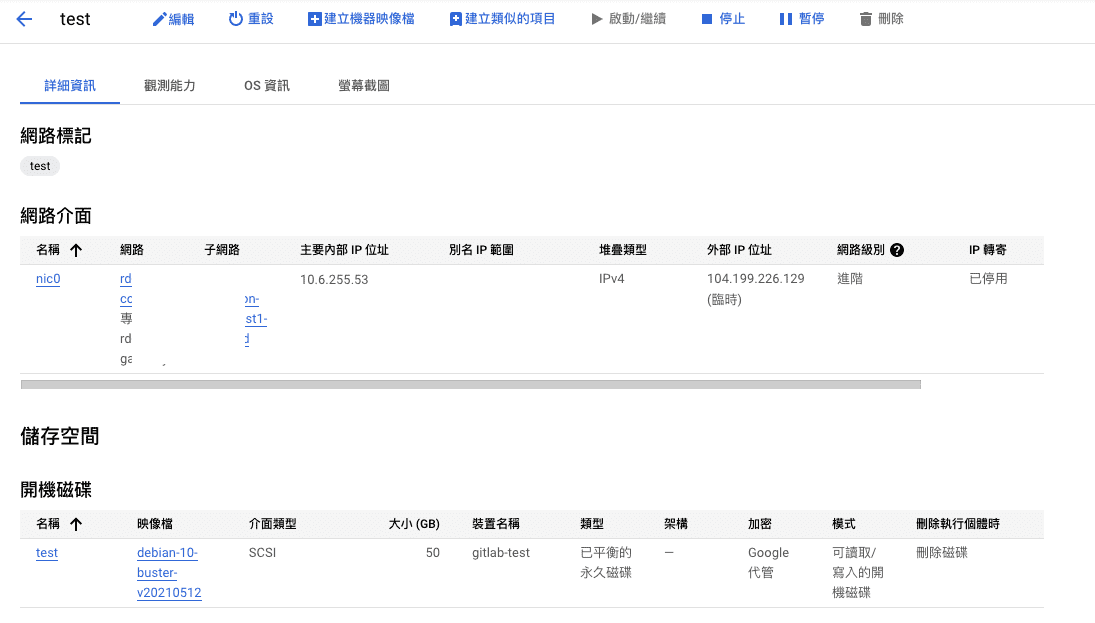 test 編輯 重設 建立機器映像檔 建立類似的項目 啟動/繼續 停止 暫停 刪除
詳細資訊 觀測能力 OS 資訊 螢幕截圖
網路標記
test
網路介面
名稱 網路 子網路 主要內部 IP 位址 別名 IP 範圍 堆疊類型 外部 IP 位址 網路級別 IP 轉寄
nic0 rd 10.6.255.53 IPv4 104.199.226.129 進階 已停用
on- (臨時)
專 st1-
rd
儲存空間
開機磁碟
名稱 映像檔 介面類型 大小 (GB) 裝置名稱 類型 架構 加密 模式 刪除執行個體時
test debian-10- SCSI 50 gitlab-test 已平衡的 — Google 可讀取/ 刪除磁碟
buster- 永久磁碟 代管 寫入的開
v20210512 機磁碟